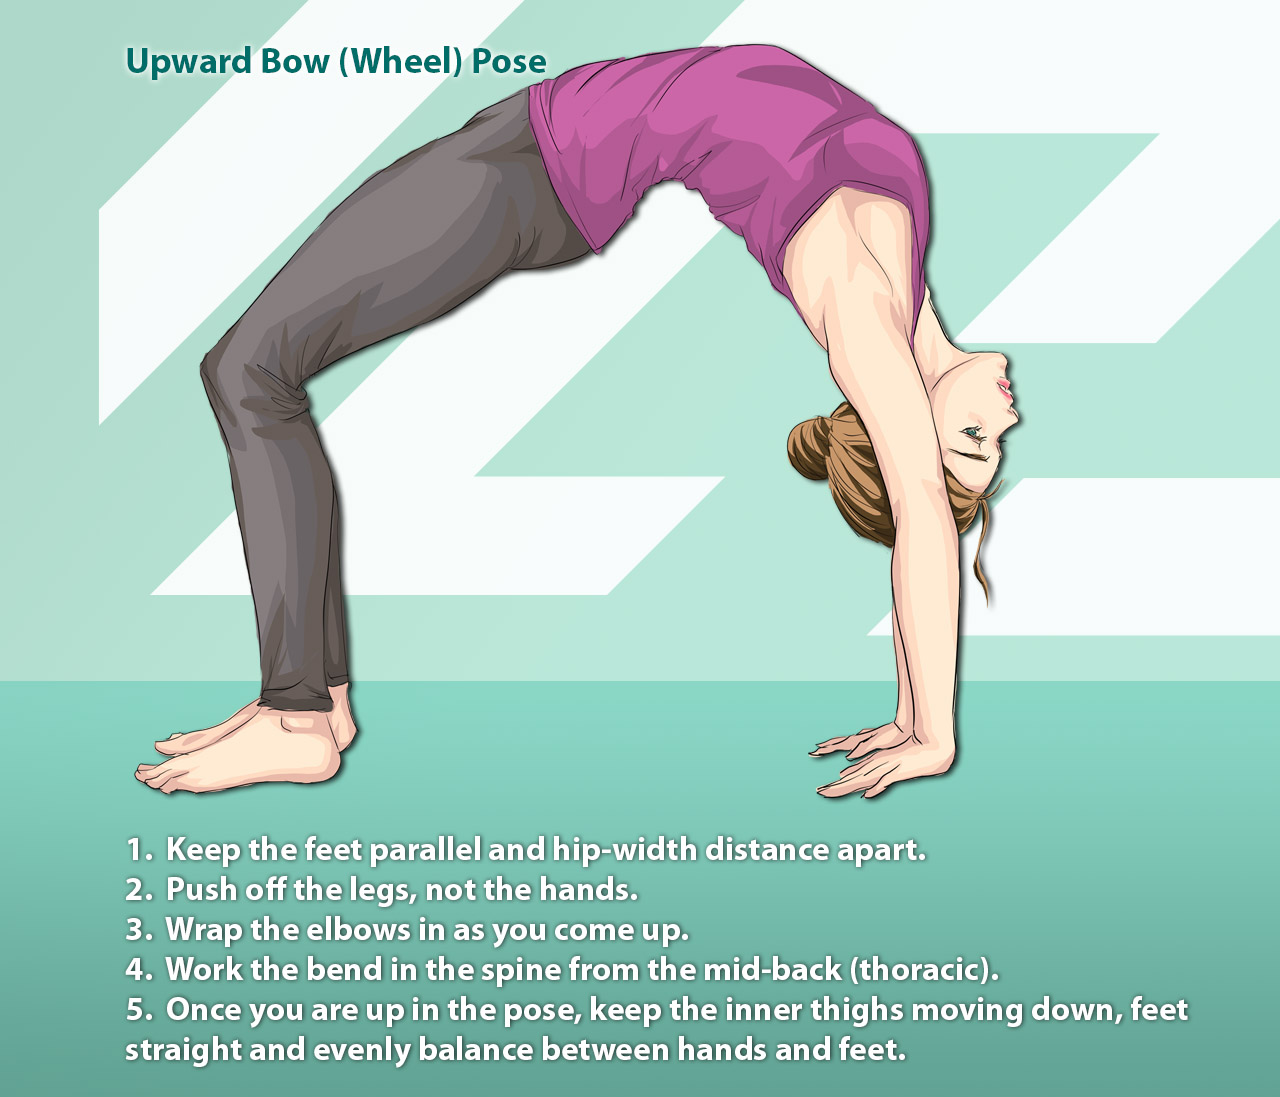 Upward Bow (Wheel) Pose
1. Keep the feet parallel and hip-width distance apart.
2. Push off the legs, not the hands.
3. Wrap the elbows in as you come up.
4. Work the bend in the spine from the mid-back (thoracic).
5. Once you are up in the pose, keep the inner thighs moving down, feet
straight and evenly balance between hands and feet.